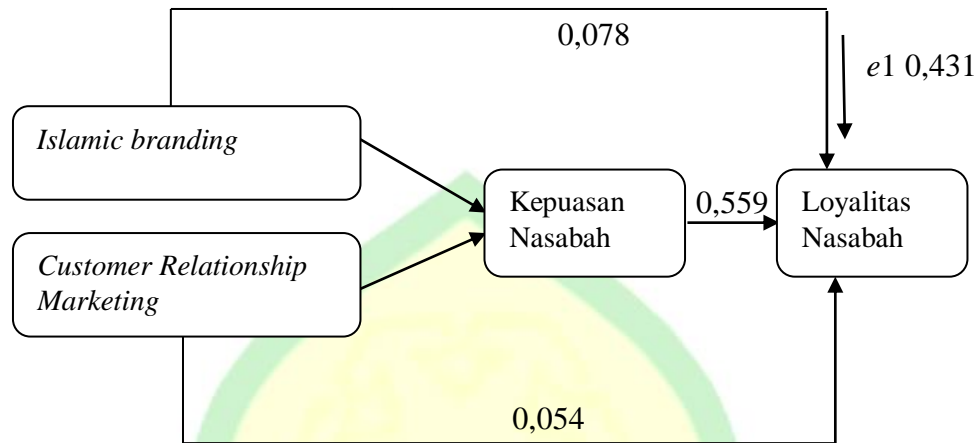 0,078
e1 0,431
Islamic branding
Kepuasan
Nasabah
0,559
Loyalitas
Nasabah
Customer Relationship
Marketing
0,054